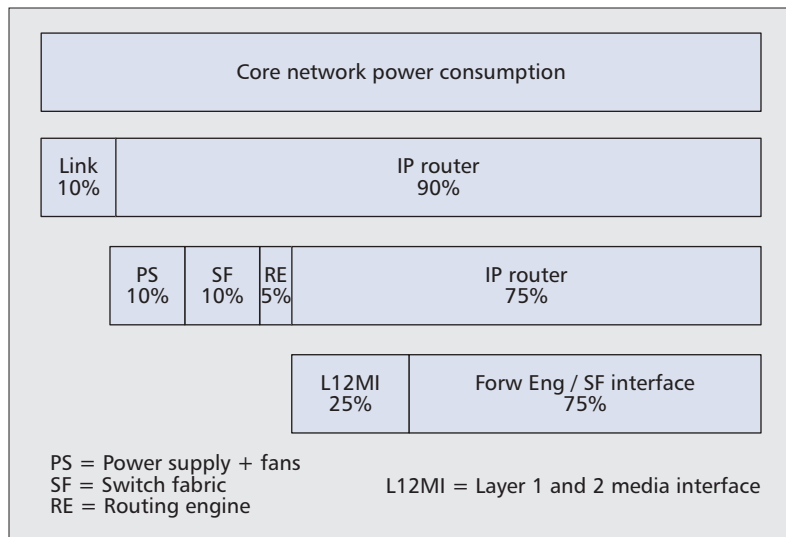 Core network power consumption
Link
10%
IP router
90%
PS
10%
SF
10%
RE
5%
IP router
75%
L12MI
25%
Forw Eng / SF interface
75%
PS = Power supply + fans
SF = Switch fabric
RE = Routing engine
L12MI = Layer 1 and 2 media interface